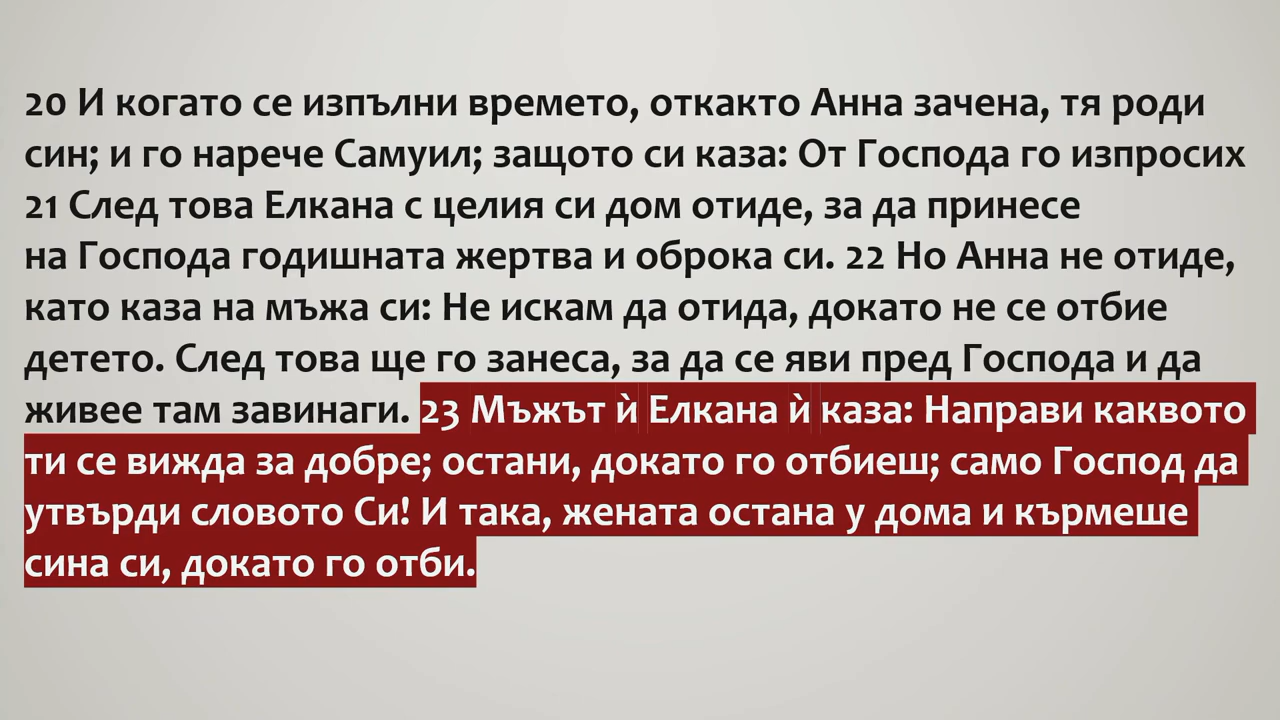 20 И когато се изпълни времето, откакто Анна зачена, тя роди
син; и го нарече Самуил; защото си каза: От Господа го изпросих
21 След това Елкана с целия си дом отиде, за да принесе
на Господа годишната жертва и оброка си. 22 Но Анна не отиде,
като каза на мъжа си: Не искам да отида, докато не се отбие
детето. След това ще го занеса, за да се яви пред Господа и да
живее там завинаги. 23 Мъжът ѝ Елкана ѝ каза: Направи каквото
ти се вижда за добре; остани, докато го отбиеш; само Господ да
утвърди словото Си! И така, жената остана у дома и кърмеше
сина си, докато го отби.